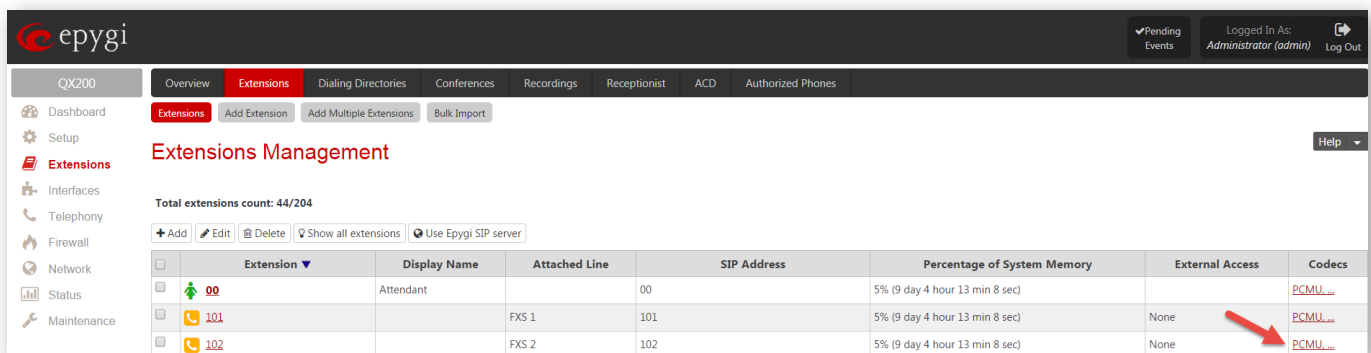 epygi
Pending Events
Logged In As:
Administrator (admin)
Log Out
QX200
Overview Extensions Dialing Directories Conferences Recordings Receptionist ACD Authorized Phones
Dashboard
Setup
Extensions
Interfaces
Telephony
Firewall
Network
Status
Maintenance
Extensions Add Extension Add Multiple Extensions Bulk Import
Extensions Management
Help
Total extensions count: 44/204
Add Edit Delete Show all extensions Use Epygi SIP server
Extension Display Name Attached Line SIP Address Percentage of System Memory External Access Codecs
00 Attendant 00 5% (9 day 4 hour 13 min 8 sec) PCMU, ...
101 FXS 1 101 5% (9 day 4 hour 13 min 8 sec) None PCMU, ...
102 FXS 2 102 5% (9 day 4 hour 13 min 8 sec) None PCMU, ...